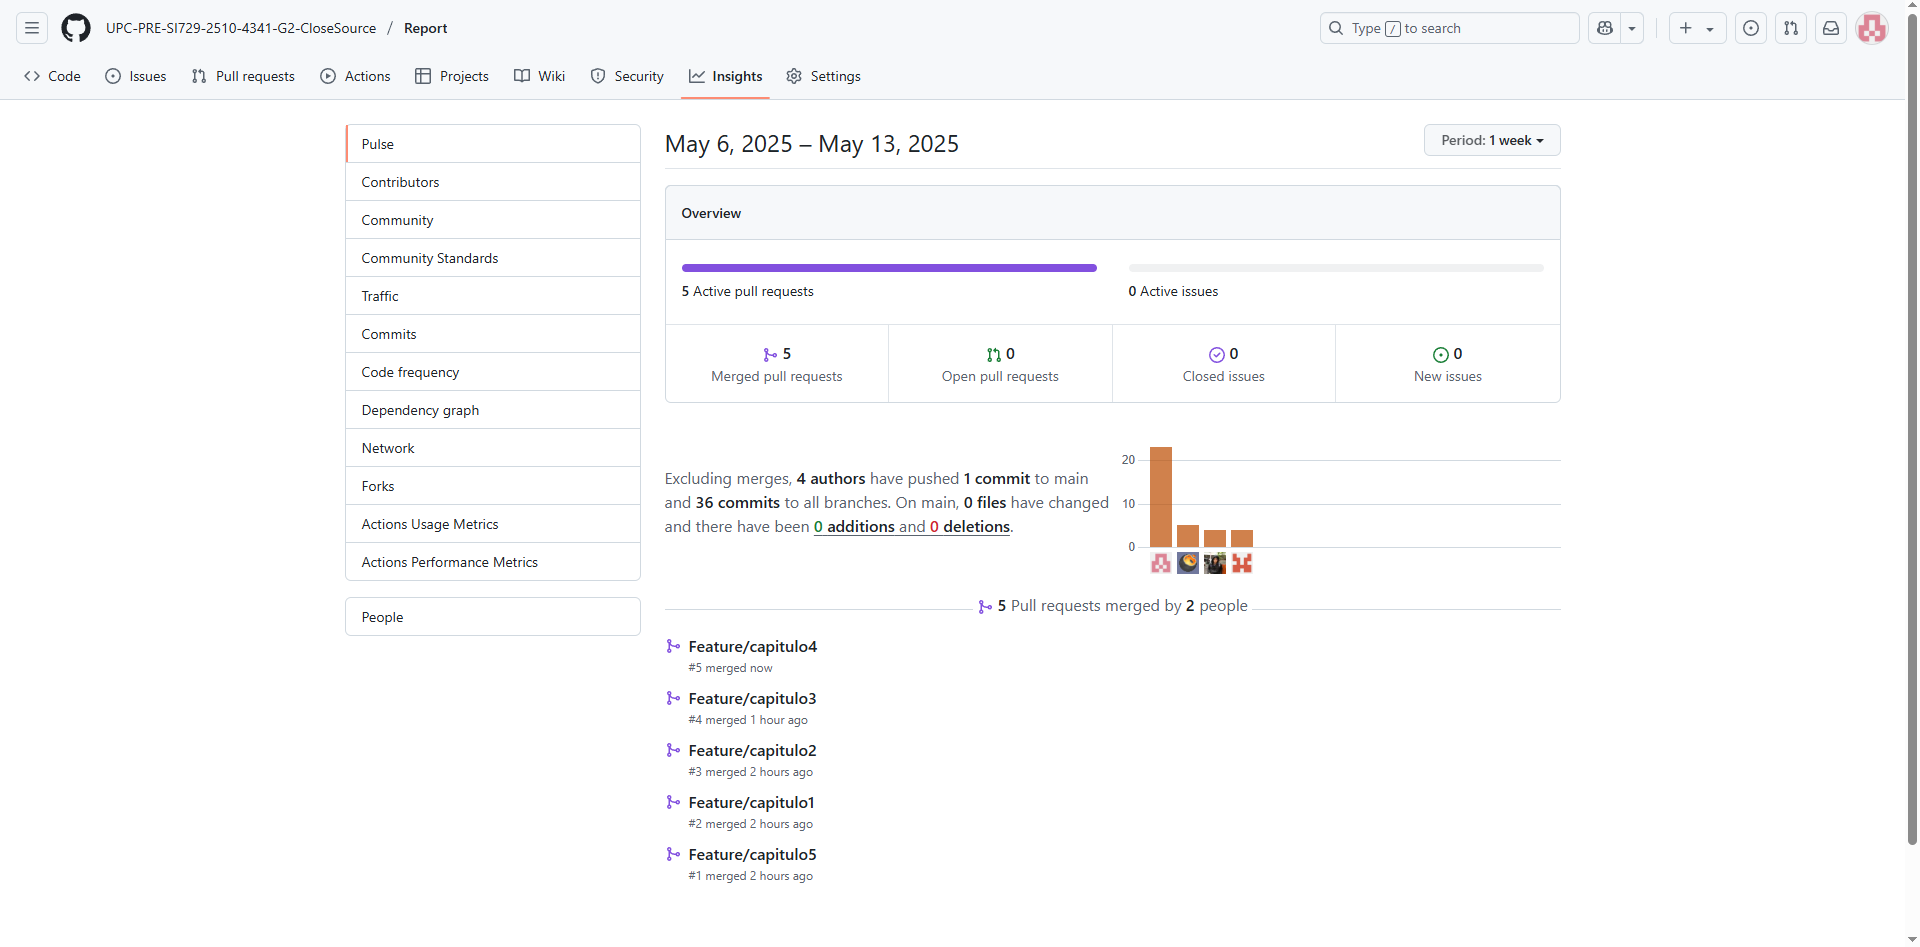 UPC-PRE-SI729-2510-4341-G2-CloseSource / Report
Type / to search
Code
Issues
Pull requests
Actions
Projects
Wiki
Security
Insights
Settings
Pulse
Contributors
Community
Community Standards
Traffic
Commits
Code frequency
Dependency graph
Network
Forks
Actions Usage Metrics
Actions Performance Metrics
People
May 6, 2025 – May 13, 2025
Period: 1 week
Overview
5 Active pull requests
0 Active issues
5
Merged pull requests
0
Open pull requests
0
Closed issues
0
New issues
Excluding merges, 4 authors have pushed 1 commit to main
and 36 commits to all branches. On main, 0 files have changed
and there have been 0 additions and 0 deletions.
20
10
0
5 Pull requests merged by 2 people
Feature/capitulo4
#5 merged now
Feature/capitulo3
#4 merged 1 hour ago
Feature/capitulo2
#3 merged 2 hours ago
Feature/capitulo1
#2 merged 2 hours ago
Feature/capitulo5
#1 merged 2 hours ago